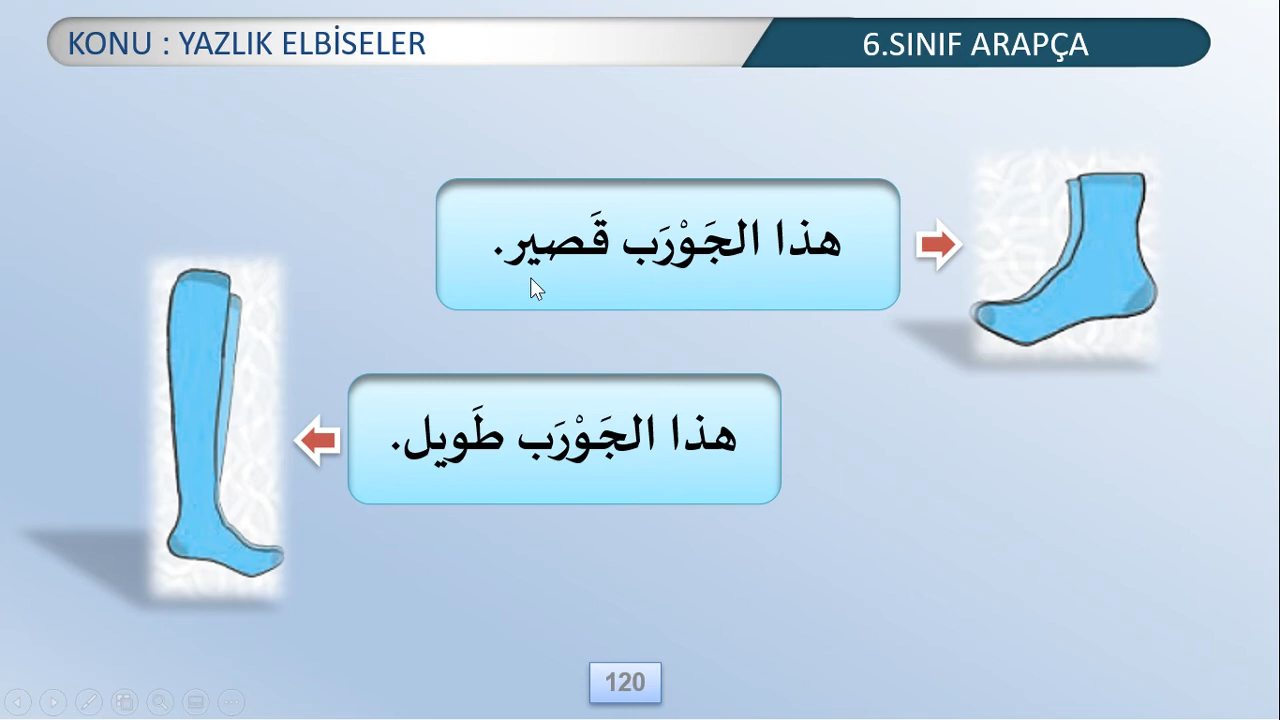 KONU : YAZLIK ELBİSELER
6.SINIF ARAPÇA
هذا الجَوْرَب قَصير.
هذا الجَوْرَب طَويل.
120